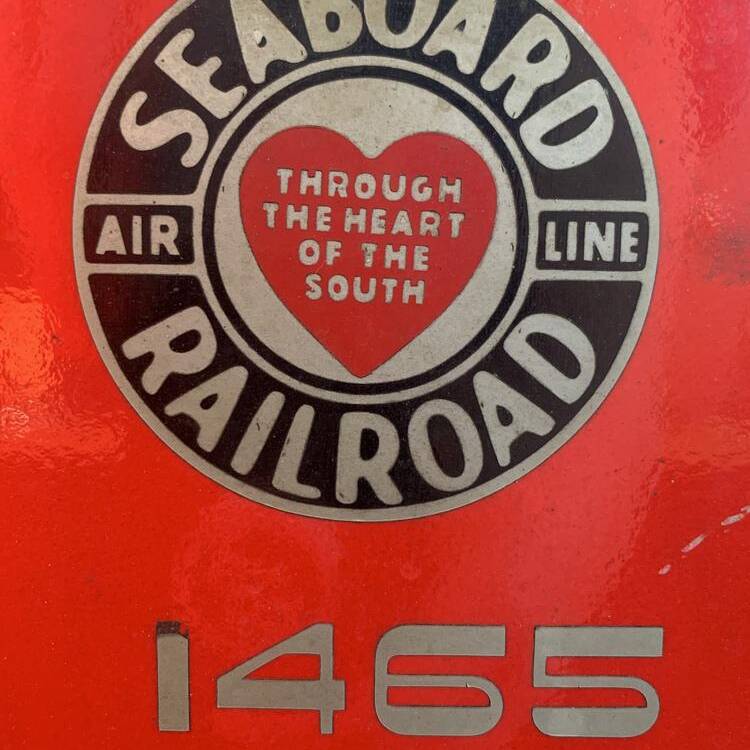 SEABOARD
AIR LINE
THROUGH
THE HEART
OF THE
SOUTH
RAILROAD
1465